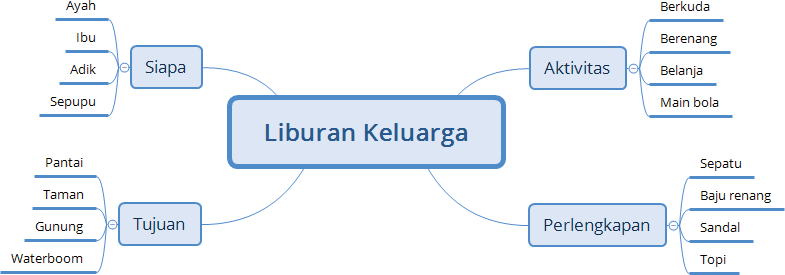 Liburan Keluarga
Siapa
Ayah
Ibu
Adik
Sepupu
Tujuan
Pantai
Taman
Gunung
Waterboom
Aktivitas
Berkuda
Berenang
Belanja
Main bola
Perlengkapan
Sepatu
Baju renang
Sandal
Topi